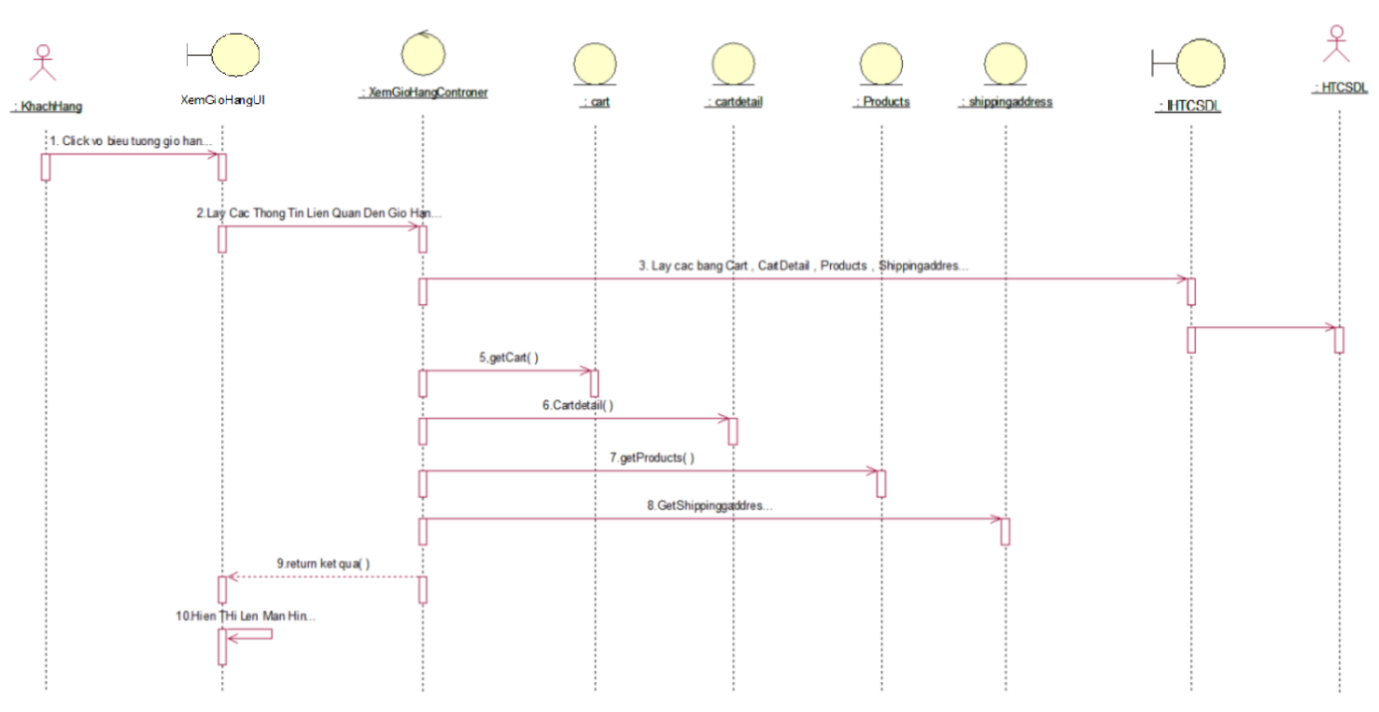 : KhachHang
XemGioHangUI
: XemGioHangControner
: cart
: cartdetail
: Products
: shippingaddress
: IHTCSDL
: HTCSDL
1. Click vo bieu tuong gio han...
2.Lay Cac Thong Tin Lien Quan Den Gio Han...
3. Lay cac bang Cart , CartDetail , Products , Shippingaddres...
5.getCart( )
6.Cartdetail( )
7.getProducts( )
8.GetShippinggaddres...
9.return ket qua( )
10.Hien THi Len Man Hin...